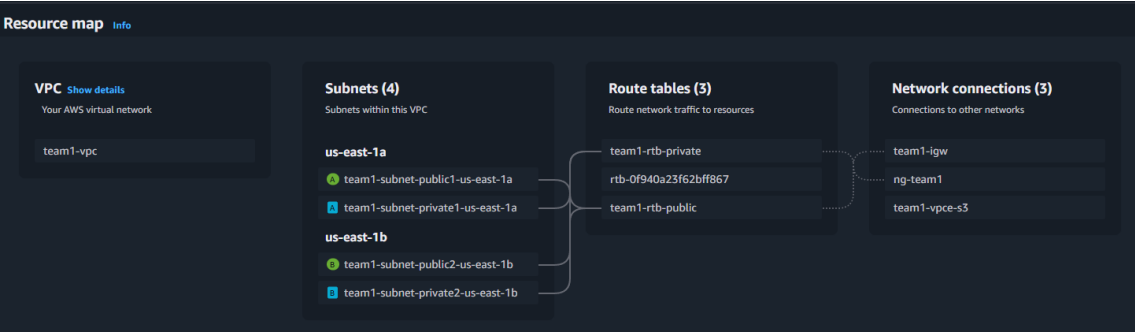 Resource map Info
VPC Show details
Your AWS virtual network
team1-vpc
Subnets (4)
Subnets within this VPC
us-east-1a
A team1-subnet-public1-us-east-1a
A team1-subnet-private1-us-east-1a
us-east-1b
B team1-subnet-public2-us-east-1b
B team1-subnet-private2-us-east-1b
Route tables (3)
Route network traffic to resources
team1-rtb-private
rtb-0f940a23f62bff867
team1-rtb-public
Network connections (3)
Connections to other networks
team1-igw
ng-team1
team1-vpce-s3